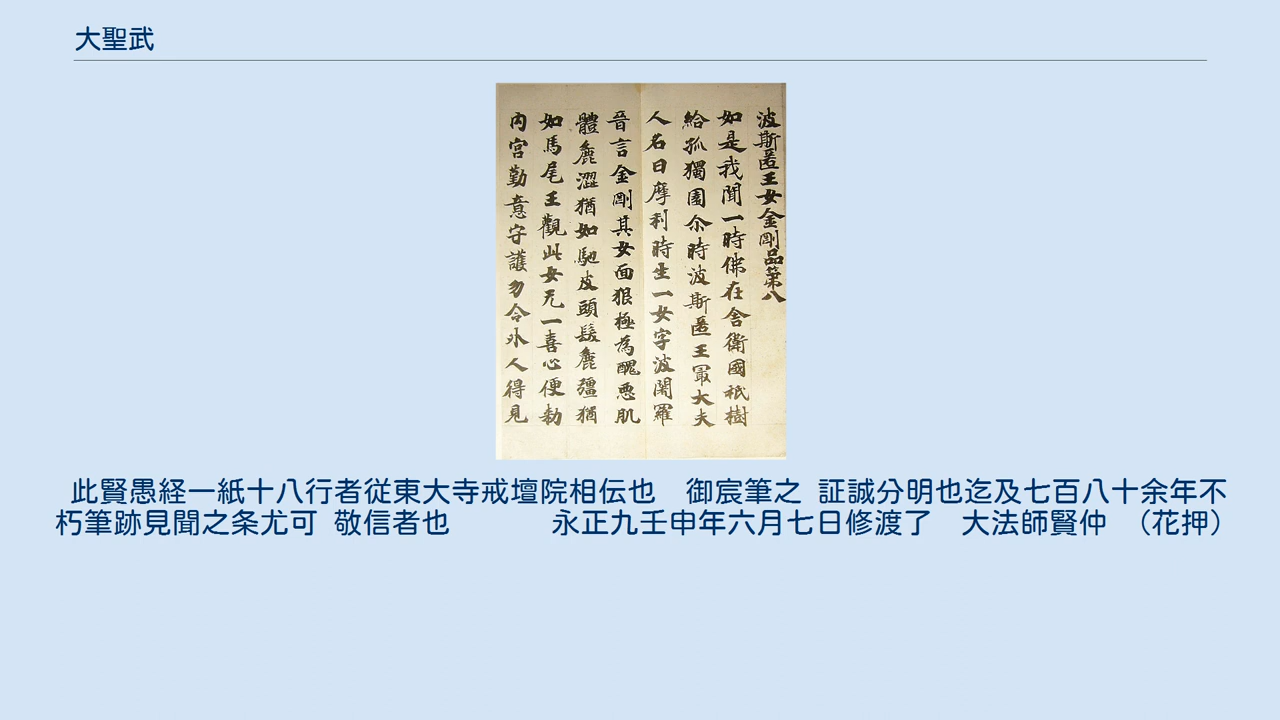 大聖武
波斯匿王女金剛品第八
如是我聞一時佛在舍衛國祇樹
給孤獨園尒時波斯匿王冣大夫
人名曰摩利時生一女字波闍羅
晉言金剛其女面狠極為醜惡肌
體麁澀猶如馳皮頭髮麁彊猶
如馬尾王觀此女无一喜心便勑
内宮勤意守護勿令外人得見
此賢愚経一紙十八行者従東大寺戒壇院相伝也　御宸筆之 証誠分明也迄及七百八十余年不
朽筆跡見聞之条尤可 敬信者也　　　永正九壬申年六月七日修渡了　大法師賢仲　（花押）